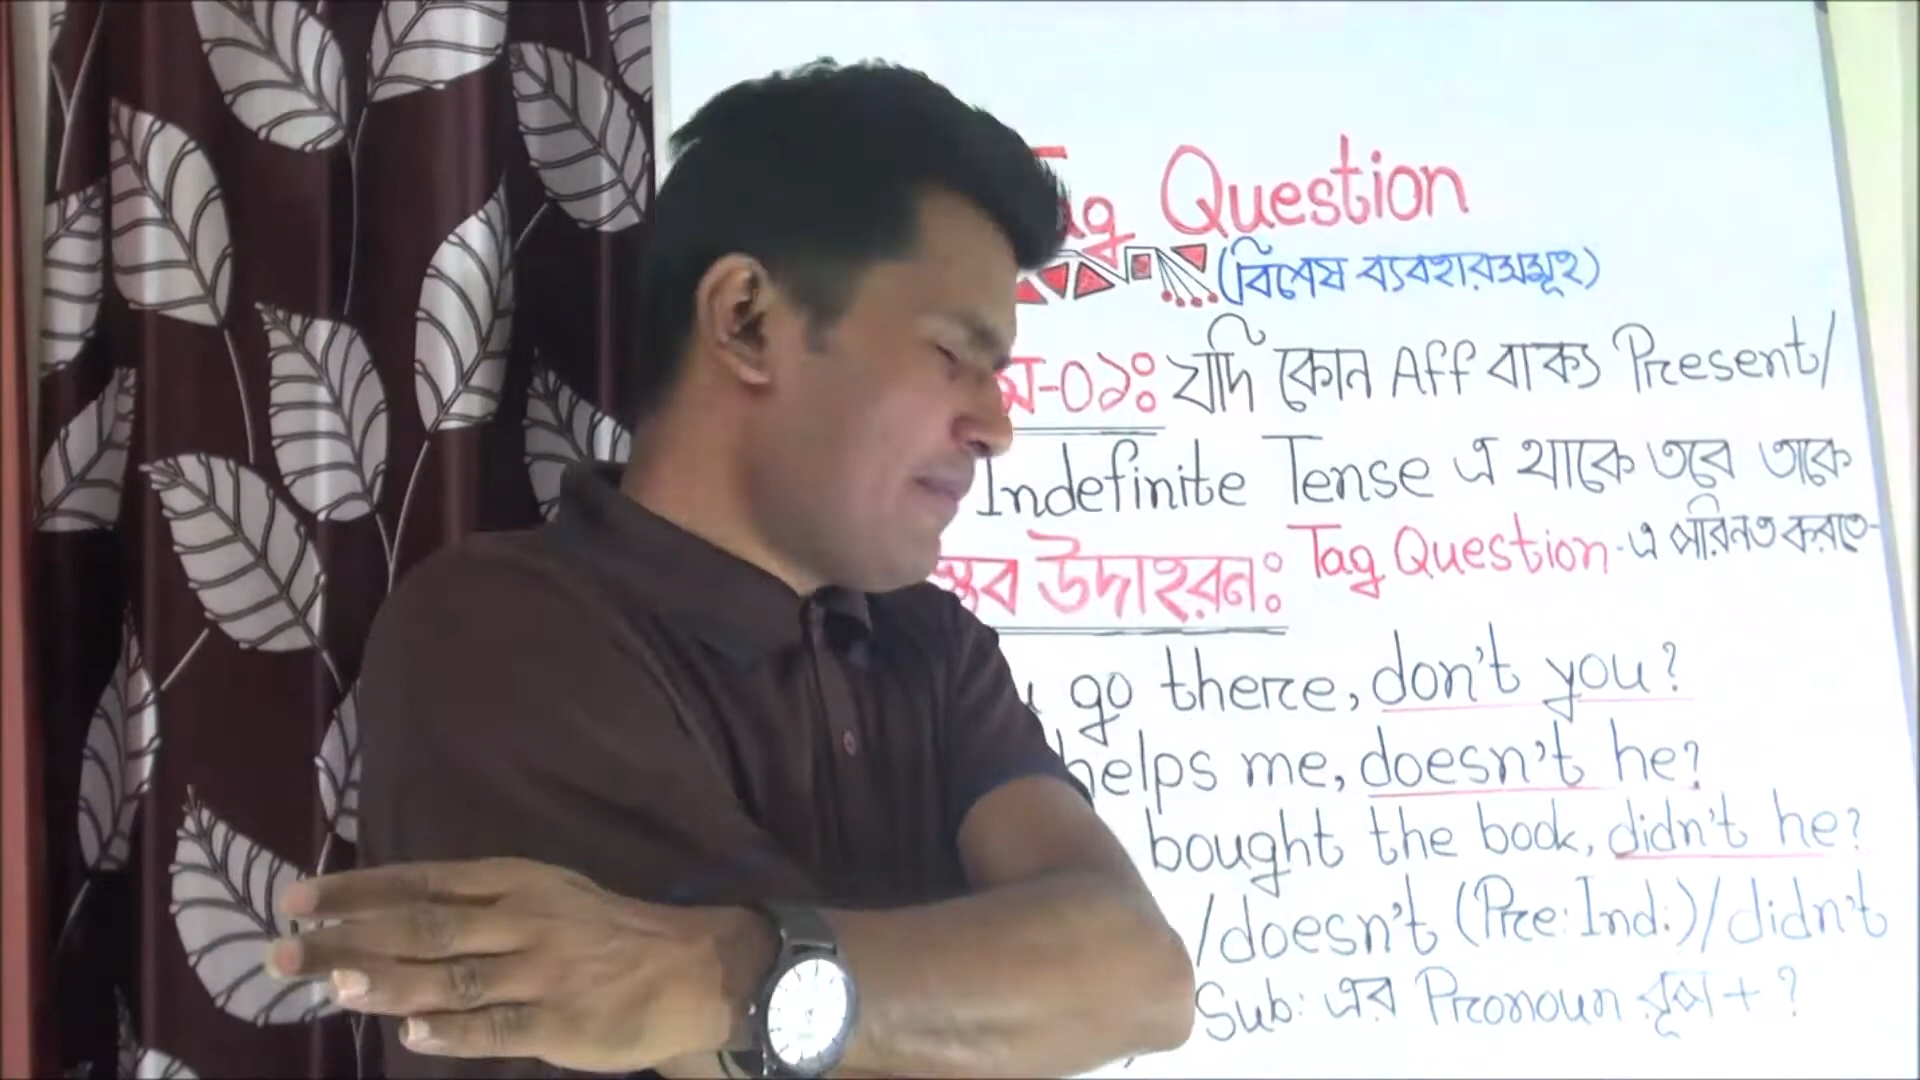 Tag Question
(বিশেষ ব্যবহারসমূহ)
ম-০১ঃ যদি কোন Aff বাক্য Present/
Indefinite Tense এ থাকে তবে তাকে
Tag Question-এ পরিনত করতে-
উদাহরনঃ
go there, don't you?
helps me, doesn't he?
bought the book, didn't he?
/doesn't (Pre: Ind:)/didn't
Sub: এর Pronoun রূপ + ?